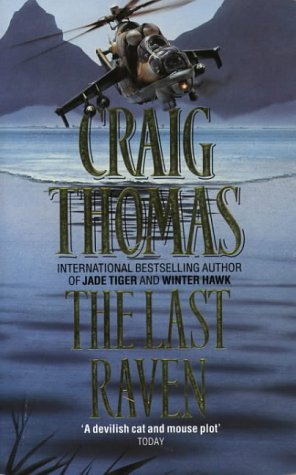 CRAIG
THOMAS
INTERNATIONAL BESTSELLING AUTHOR
OF JADE TIGER AND WINTER HAWK
THE LAST
RAVEN
'A devilish cat and mouse plot'
TODAY